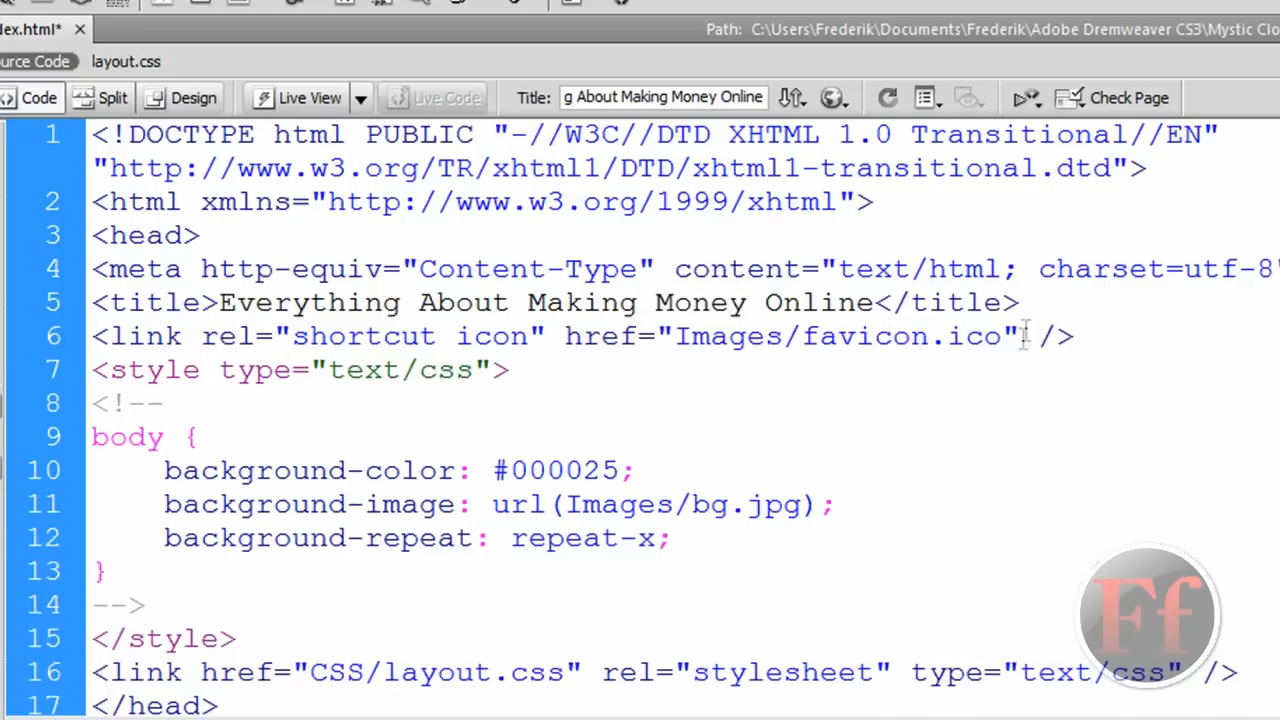 dex.html*
Path: C:\Users\Frederik\Documents\Frederik\Adobe Dremweaver CS3\Mystic Clo
urce Code layout.css
Code Split Design Live View Live Code Title: g About Making Money Online Check Page
1 <!DOCTYPE html PUBLIC "-//W3C//DTD XHTML 1.0 Transitional//EN"
"http://www.w3.org/TR/xhtml1/DTD/xhtml1-transitional.dtd">
2 <html xmlns="http://www.w3.org/1999/xhtml">
3 <head>
4 <meta http-equiv="Content-Type" content="text/html; charset=utf-8"
5 <title>Everything About Making Money Online</title>
6 <link rel="shortcut icon" href="Images/favicon.ico" />
7 <style type="text/css">
8 <!--
9 body {
10 background-color: #000025;
11 background-image: url(Images/bg.jpg);
12 background-repeat: repeat-x;
13 }
14 -->
15 </style>
16 <link href="CSS/layout.css" rel="stylesheet" type="text/css" />
17 </head>
Ff